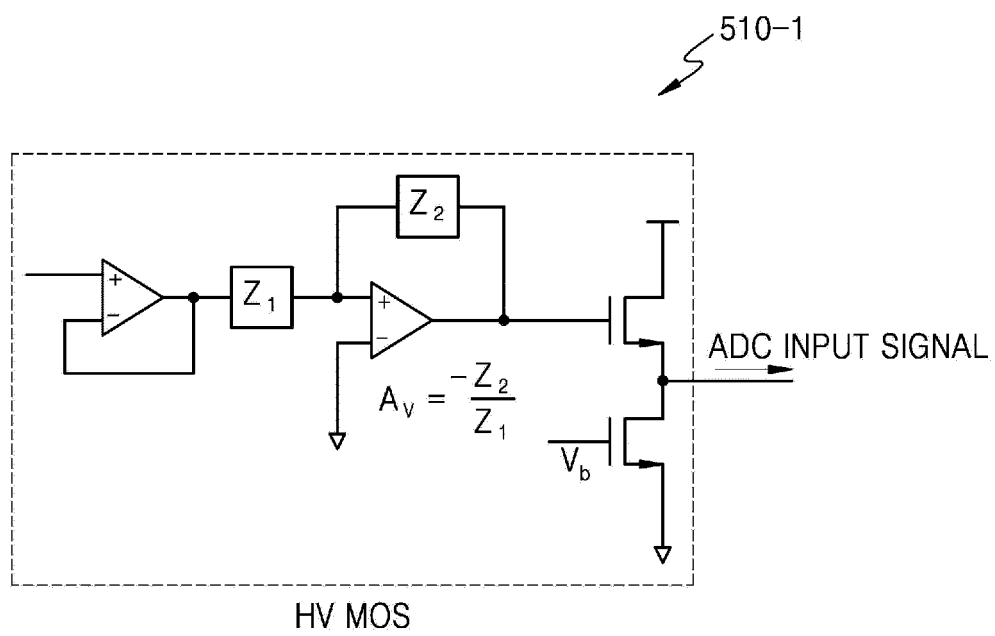 510-1
Z2
+
-
Z1
+
-
ADC INPUT SIGNAL
AV = -Z2/Z1
Vb
HV MOS